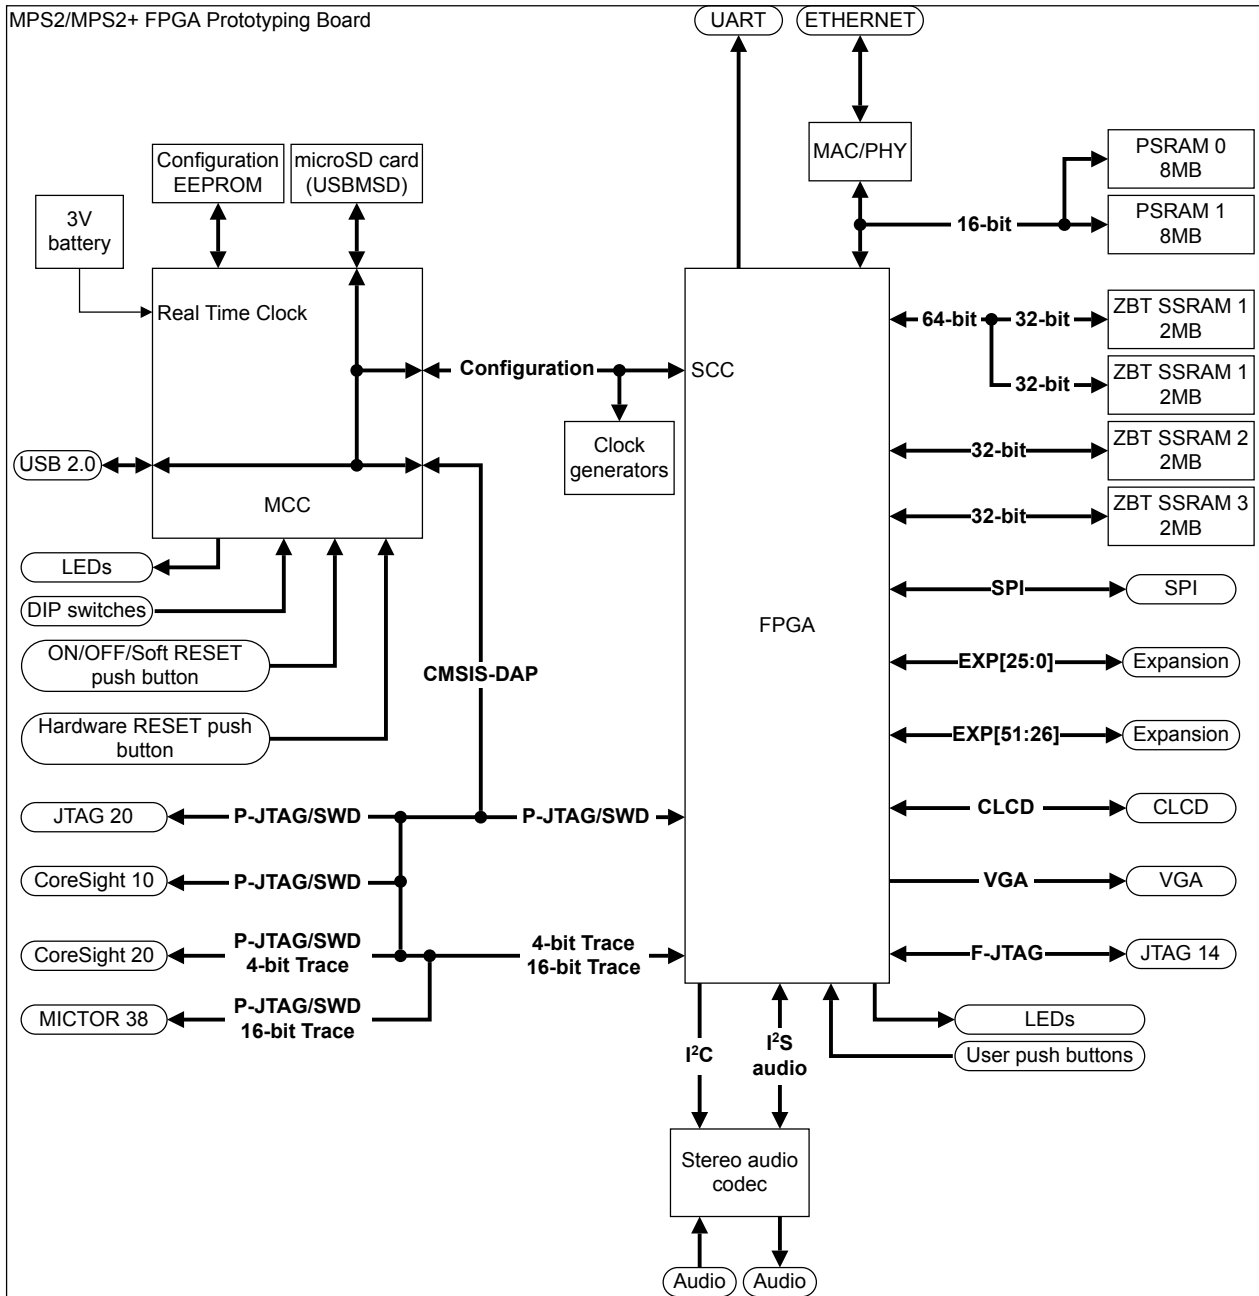 MPS2/MPS2+ FPGA Prototyping Board
UART
ETHERNET
MAC/PHY
PSRAM 0
8MB
16-bit
PSRAM 1
8MB
Configuration
EEPROM
microSD card
(USBMSD)
3V
battery
Real Time Clock
Configuration
SCC
Clock
generators
USB 2.0
MCC
64-bit
32-bit
ZBT SSRAM 1
2MB
32-bit
ZBT SSRAM 1
2MB
32-bit
ZBT SSRAM 2
2MB
32-bit
ZBT SSRAM 3
2MB
LEDs
DIP switches
ON/OFF/Soft RESET
push button
Hardware RESET push
button
CMSIS-DAP
FPGA
SPI
SPI
EXP[25:0]
Expansion
EXP[51:26]
Expansion
CLCD
CLCD
VGA
VGA
F-JTAG
JTAG 14
JTAG 20
P-JTAG/SWD
P-JTAG/SWD
CoreSight 10
P-JTAG/SWD
CoreSight 20
P-JTAG/SWD
4-bit Trace
4-bit Trace
16-bit Trace
MICTOR 38
P-JTAG/SWD
16-bit Trace
LEDs
User push buttons
I²C
I²S
audio
Stereo audio
codec
Audio
Audio